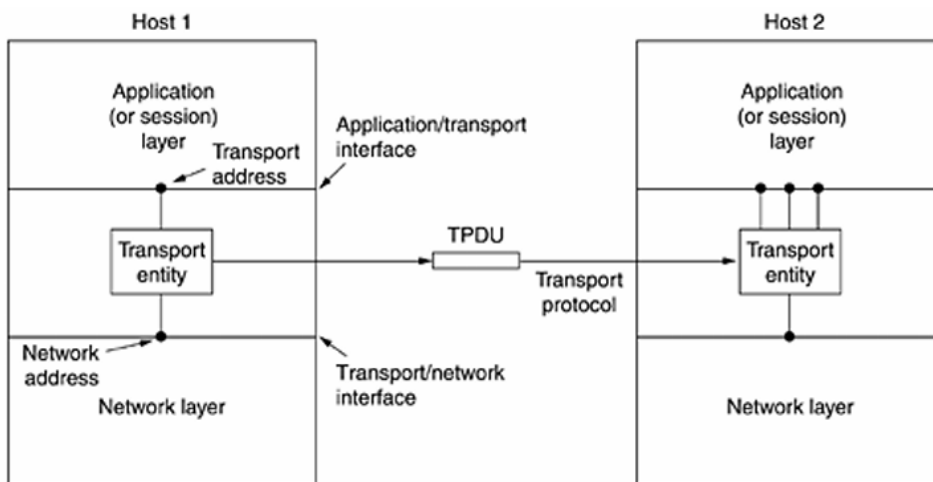 Host 1
Host 2
Application
(or session)
layer
Transport
address
Application/transport
interface
Application
(or session)
layer
Transport
entity
TPDU
Transport
protocol
Transport
entity
Network
address
Transport/network
interface
Network layer
Network layer